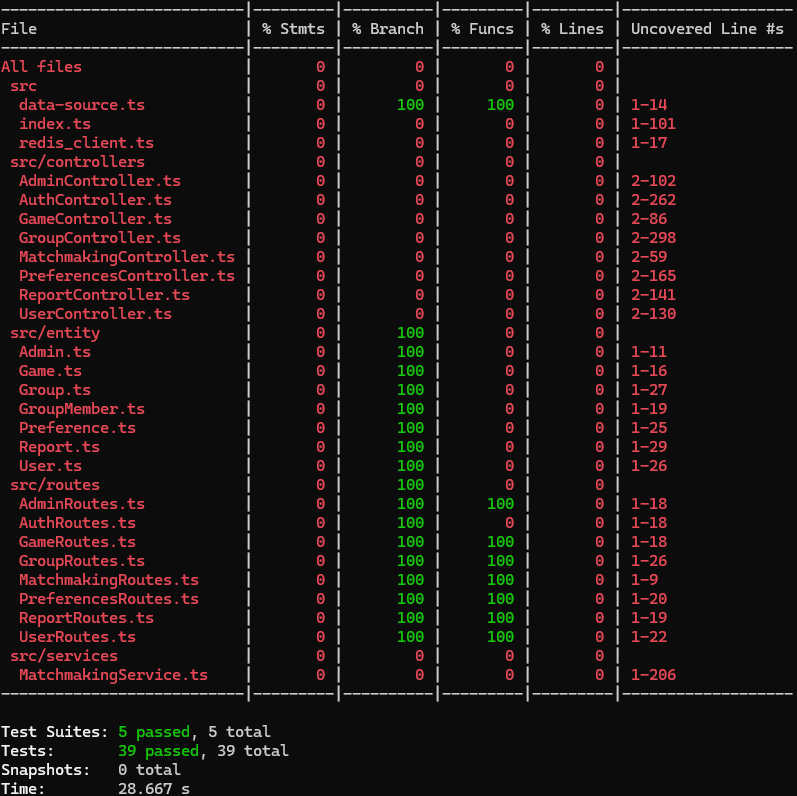 ----------------------------|---------|----------|---------|---------|-------------------
File                        | % Stmts | % Branch | % Funcs | % Lines | Uncovered Line #s
----------------------------|---------|----------|---------|---------|-------------------
All files                   |       0 |        0 |       0 |       0 |
 src                        |       0 |        0 |       0 |       0 |
  data-source.ts            |       0 |      100 |     100 |       0 | 1-14
  index.ts                  |       0 |        0 |       0 |       0 | 1-101
  redis_client.ts           |       0 |        0 |       0 |       0 | 1-17
 src/controllers            |       0 |        0 |       0 |       0 |
  AdminController.ts        |       0 |        0 |       0 |       0 | 2-102
  AuthController.ts         |       0 |        0 |       0 |       0 | 2-262
  GameController.ts         |       0 |        0 |       0 |       0 | 2-86
  GroupController.ts        |       0 |        0 |       0 |       0 | 2-298
  MatchmakingController.ts  |       0 |        0 |       0 |       0 | 2-59
  PreferencesController.ts  |       0 |        0 |       0 |       0 | 2-165
  ReportController.ts       |       0 |        0 |       0 |       0 | 2-141
  UserController.ts         |       0 |        0 |       0 |       0 | 2-130
 src/entity                 |       0 |      100 |       0 |       0 |
  Admin.ts                  |       0 |      100 |       0 |       0 | 1-11
  Game.ts                   |       0 |      100 |       0 |       0 | 1-16
  Group.ts                  |       0 |      100 |       0 |       0 | 1-27
  GroupMember.ts            |       0 |      100 |       0 |       0 | 1-19
  Preference.ts             |       0 |      100 |       0 |       0 | 1-25
  Report.ts                 |       0 |      100 |       0 |       0 | 1-29
  User.ts                   |       0 |      100 |       0 |       0 | 1-26
 src/routes                 |       0 |      100 |       0 |       0 |
  AdminRoutes.ts            |       0 |      100 |     100 |       0 | 1-18
  AuthRoutes.ts             |       0 |      100 |       0 |       0 | 1-18
  GameRoutes.ts             |       0 |      100 |     100 |       0 | 1-18
  GroupRoutes.ts            |       0 |      100 |     100 |       0 | 1-26
  MatchmakingRoutes.ts      |       0 |      100 |     100 |       0 | 1-9
  PreferencesRoutes.ts      |       0 |      100 |     100 |       0 | 1-20
  ReportRoutes.ts           |       0 |      100 |     100 |       0 | 1-19
  UserRoutes.ts             |       0 |      100 |     100 |       0 | 1-22
 src/services               |       0 |        0 |       0 |       0 |
  MatchmakingService.ts     |       0 |        0 |       0 |       0 | 1-206
----------------------------|---------|----------|---------|---------|-------------------
Test Suites: 5 passed, 5 total
Tests:       39 passed, 39 total
Snapshots:   0 total
Time:        28.667 s